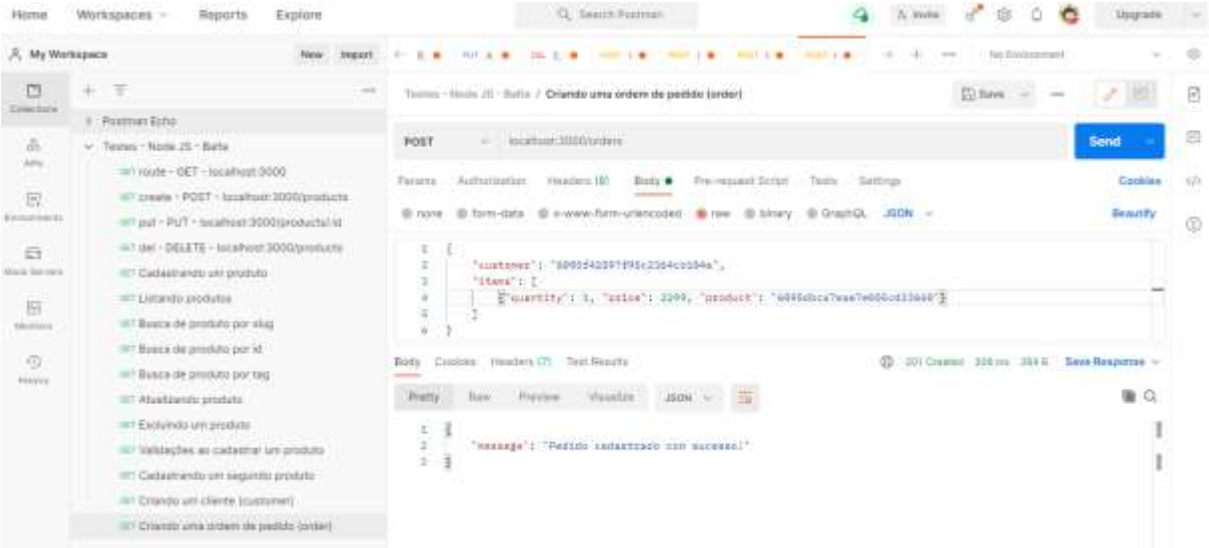 Home Workspaces Reports Explore Search Postman Invite Upgrade
My Workspace New Import No Environment
Collections
APIs
Environments
Mock Servers
Monitors
History
Postman Echo
Testes - Node JS - Balta
route - GET - localhost:3000
create - POST - localhost:3000/products
put - PUT - localhost:3000/products/:id
del - DELETE - localhost:3000/products
Cadastrando um produto
Listando produtos
Busca de produto por slug
Busca de produto por id
Busca de produto por tag
Atualizando produto
Excluindo um produto
Validações ao cadastrar um produto
Cadastrando um segundo produto
Criando um cliente (customer)
Criando uma ordem de pedido (order)
Testes - Node JS - Balta / Criando uma ordem de pedido (order) Save
POST localhost:3000/orders Send
Params Authorization Headers (8) Body Pre-request Script Tests Settings Cookies
none form-data x-www-form-urlencoded raw binary GraphQL JSON Beautify
1 {
2 "customer":
3 "items": [
4 {"quantity": 1, "price": 2299, "product":
5 ]
6 }
Body Cookies Headers (7) Test Results 201 Created Save Response
Pretty Raw Preview Visualize JSON
1 {
2 "message": "Pedido cadastrado com sucesso!"
3 }